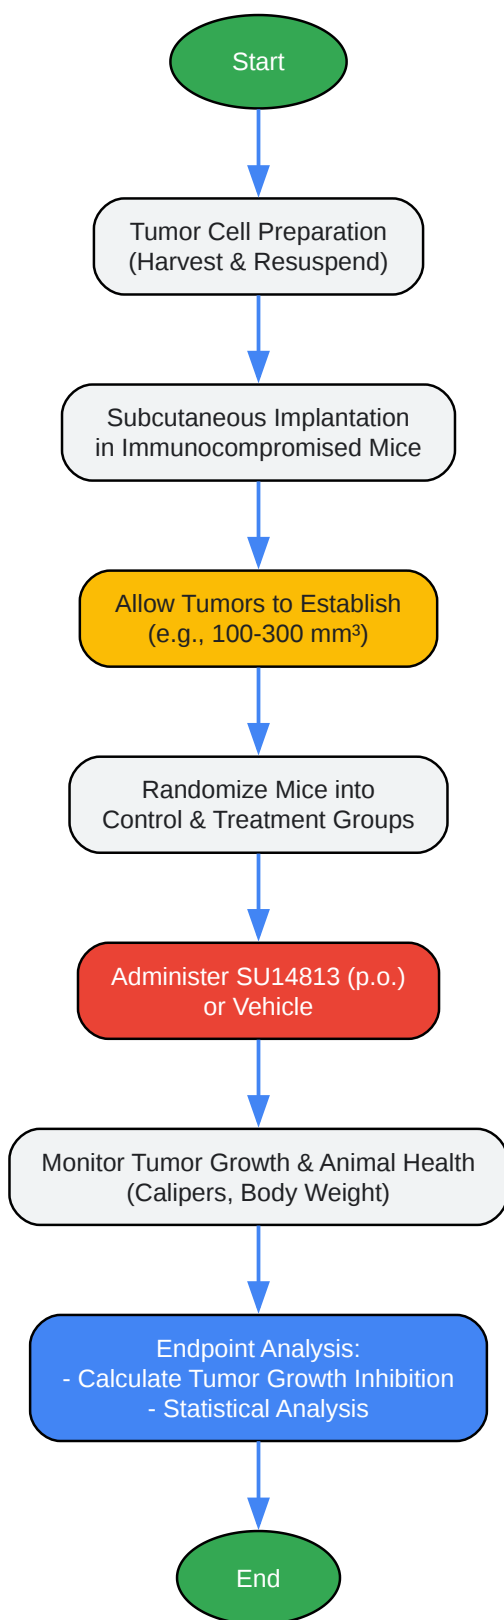 Start
Tumor Cell Preparation
(Harvest & Resuspend)
Subcutaneous Implantation
in Immunocompromised Mice
Allow Tumors to Establish
(e.g., 100-300 mm³)
Randomize Mice into
Control & Treatment Groups
Administer SU14813 (p.o.)
or Vehicle
Monitor Tumor Growth & Animal Health
(Calipers, Body Weight)
Endpoint Analysis:
- Calculate Tumor Growth Inhibition
- Statistical Analysis
End